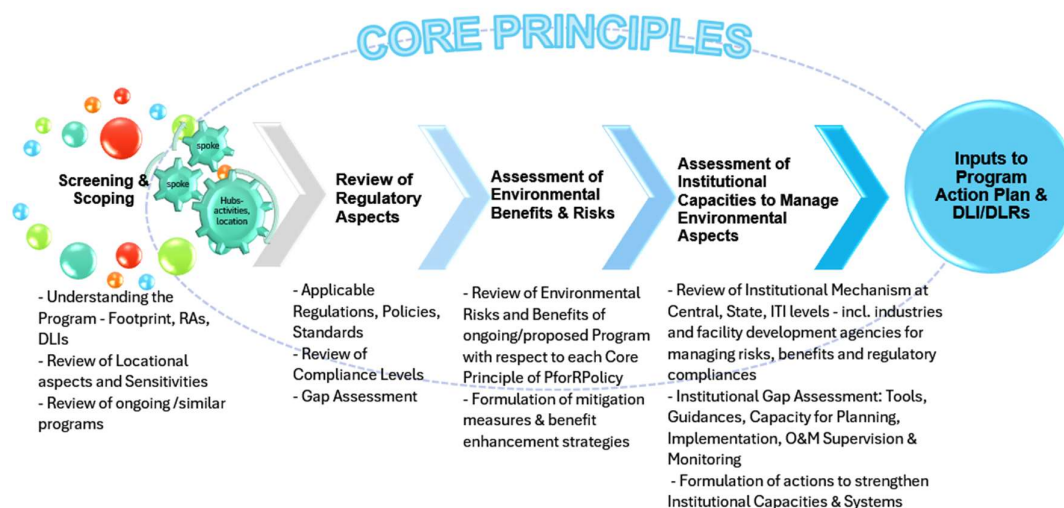 CORE PRINCIPLES
Screening &
Scoping
spoke
spoke
Hubs-
activities,
location
- Understanding the
Program - Footprint, RAs,
DLIs
- Review of Locational
aspects and Sensitivities
- Review of ongoing /similar
programs
Review of
Regulatory
Aspects
- Applicable
Regulations, Policies,
Standards
- Review of
Compliance Levels
- Gap Assessment
Assessment of
Environmental
Benefits & Risks
- Review of Environmental
Risks and Benefits of
ongoing/proposed Program
with respect to each Core
Principle of PforRPolicy
- Formulation of mitigation
measures & benefit
enhancement strategies
Assessment of
Institutional
Capacities to Manage
Environmental
Aspects
- Review of Institutional Mechanism at
Central, State, ITI levels - incl. industries
and facility development agencies for
managing risks, benefits and regulatory
compliances
- Institutional Gap Assessment: Tools,
Guidances, Capacity for Planning,
Implementation, O&M Supervision &
Monitoring
- Formulation of actions to strengthen
Institutional Capacities & Systems
Inputs to
Program
Action Plan &
DLI/DLRs